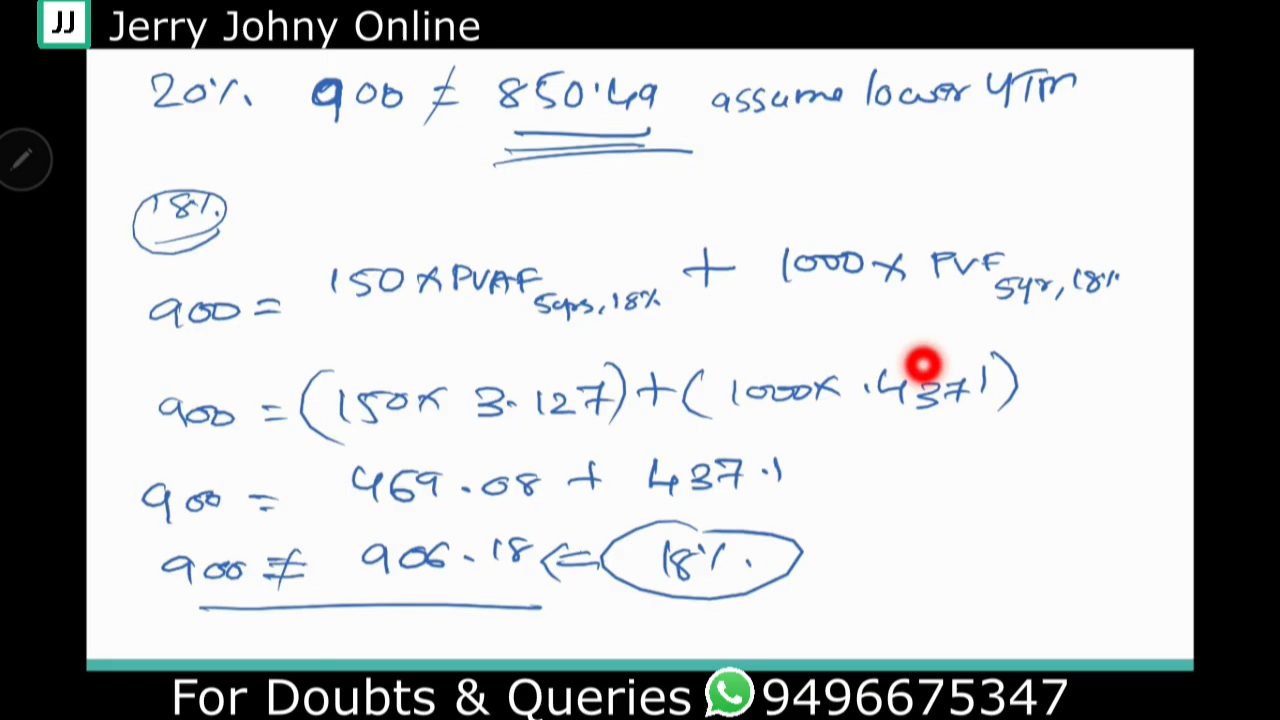 JJ Jerry Johny Online
20%. 900 ≠ 850.49 assume lower YTM
18%.
900 = 150 × PVAF 5yrs, 18% + 1000 × PVF 5yr, 18%
900 = (150 × 3.127) + (1000 × .4371)
900 = 469.08 + 437.1
900 ≠ 906.18 <= 18%.
For Doubts & Queries 9496675347